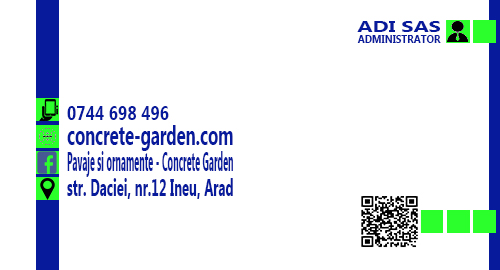 ADI SAS
ADMINISTRATOR
0744 698 496
concrete-garden.com
Pavaje si ornamente - Concrete Garden
str. Daciei, nr.12 Ineu, Arad